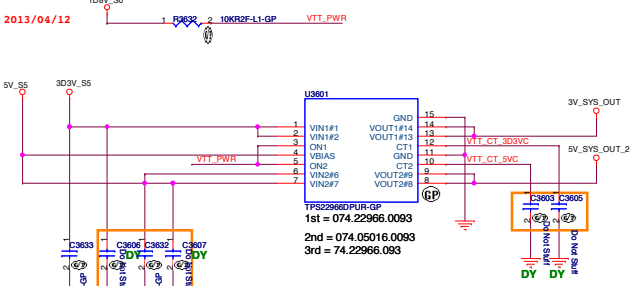 1D8V_S0
2013/04/12
1 R3632 2 10KR2F-L1-GP VTT_PWR
5V_S5 3D3V_S5
U3601
3V_SYS_OUT
1 VIN1#1 GND 15
2 VIN1#2 VOUT1#14 14
3 ON1 VOUT1#13 13
4 VBIAS CT1 12 VTT_CT_3D3VC
5 ON2 GND 11
6 VIN2#6 CT2 10 VTT_CT_5VC
7 VIN2#7 VOUT2#9 9
VOUT2#8 8
VTT_PWR
5V_SYS_OUT_2
GP
TPS22966DPUR-GP
1st = 074.22966.0093
2nd = 074.05016.0093
3rd = 74.22966.093
C3603 C3605
Do Not Stuff
Do Not Stuff
DY DY
C3633 C3606 C3632 C3607
DY DY